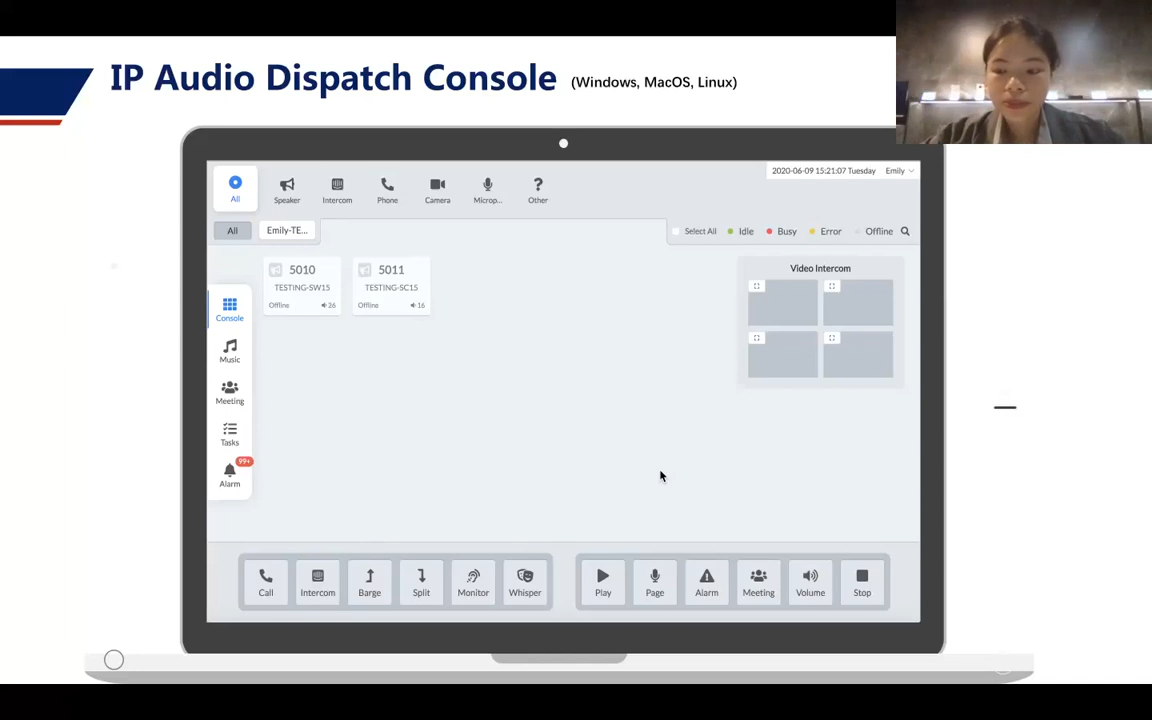 IP Audio Dispatch Console (Windows, MacOS, Linux)
2020-06-09 15:21:07 Tuesday Emily
All Speaker Intercom Phone Camera Microp... Other
All Emily-TE... Select All Idle Busy Error Offline
5010 5011
TESTING-SW15 TESTING-SC15
Offline 26 Offline 16
Video Intercom
Console
Music
Meeting
Tasks
99+
Alarm
Call Intercom Barge Split Monitor Whisper Play Page Alarm Meeting Volume Stop